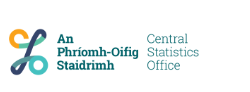 An
Phríomh-Oifig
Staidrimh
Central
Statistics
Office